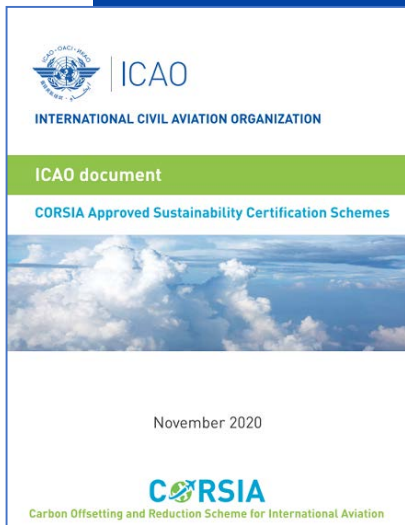 ICAO
INTERNATIONAL CIVIL AVIATION ORGANIZATION
ICAO document
CORSIA Approved Sustainability Certification Schemes
November 2020
CORSIA
Carbon Offsetting and Reduction Scheme for International Aviation